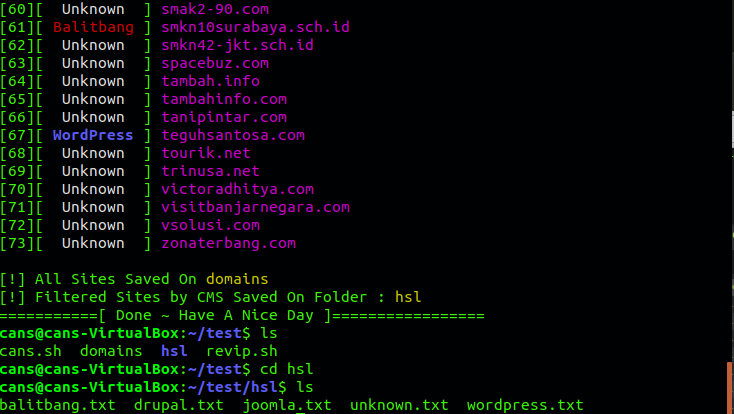 [60][  Unknown  ] smak2-90.com
[61][ Balitbang ] smkn10surabaya.sch.id
[62][  Unknown  ] smkn42-jkt.sch.id
[63][  Unknown  ] spacebuz.com
[64][  Unknown  ] tambah.info
[65][  Unknown  ] tambahinfo.com
[66][  Unknown  ] tanipintar.com
[67][ WordPress ] teguhsantosa.com
[68][  Unknown  ] tourik.net
[69][  Unknown  ] trinusa.net
[70][  Unknown  ] victoradhitya.com
[71][  Unknown  ] visitbanjarnegara.com
[72][  Unknown  ] vsolusi.com
[73][  Unknown  ] zonaterbang.com
[!] All Sites Saved On domains
[!] Filtered Sites by CMS Saved On Folder : hsl
===========[ Done ~ Have A Nice Day ]=================
cans@cans-VirtualBox:~/test$ ls
cans.sh  domains  hsl  revip.sh
cans@cans-VirtualBox:~/test$ cd hsl
cans@cans-VirtualBox:~/test/hsl$ ls
balitbang.txt  drupal.txt  joomla.txt  unknown.txt  wordpress.txt